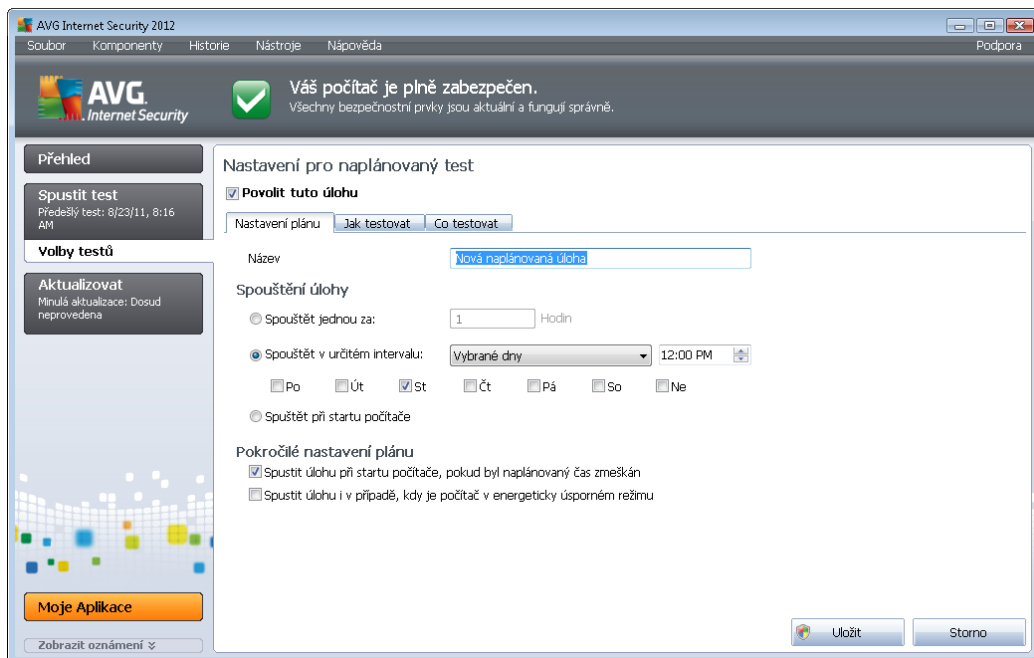 AVG Internet Security 2012
Soubor Komponenty Historie Nástroje Nápověda Podpora
AVG.
Internet Security
Váš počítač je plně zabezpečen.
Všechny bezpečnostní prvky jsou aktuální a fungují správně.
Přehled
Spustit test
Předešlý test: 8/23/11, 8:16
AM
Volby testů
Aktualizovat
Minulá aktualizace: Dosud
neprovedena
Moje Aplikace
Zobrazit oznámení
Nastavení pro naplánovaný test
Povolit tuto úlohu
Nastavení plánu Jak testovat Co testovat
Název Nová naplánovaná úloha
Spouštění úlohy
Spouštět jednou za: 1 Hodin
Spouštět v určitém intervalu: Vybrané dny 12:00 PM
Po Út St Čt Pá So Ne
Spuštět při startu počítače
Pokročilé nastavení plánu
Spustit úlohu při startu počítače, pokud byl naplánovaný čas zmeškán
Spustit úlohu i v případě, kdy je počítač v energeticky úsporném režimu
Uložit Storno